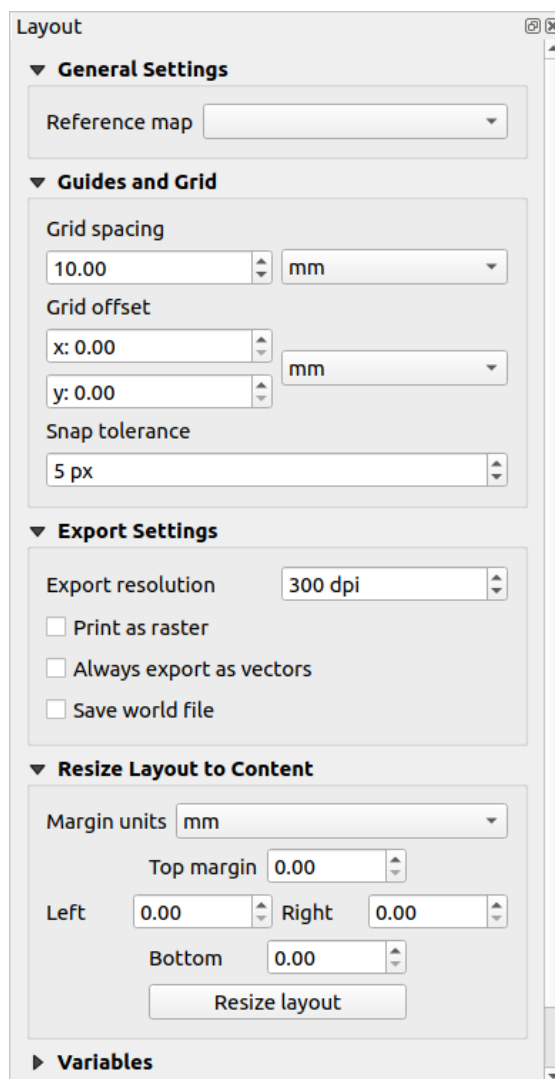 Layout
General Settings
Reference map
Guides and Grid
Grid spacing
10.00 mm
Grid offset
x: 0.00
mm
y: 0.00
Snap tolerance
5 px
Export Settings
Export resolution 300 dpi
Print as raster
Always export as vectors
Save world file
Resize Layout to Content
Margin units mm
Top margin 0.00
Left 0.00 Right 0.00
Bottom 0.00
Resize layout
Variables